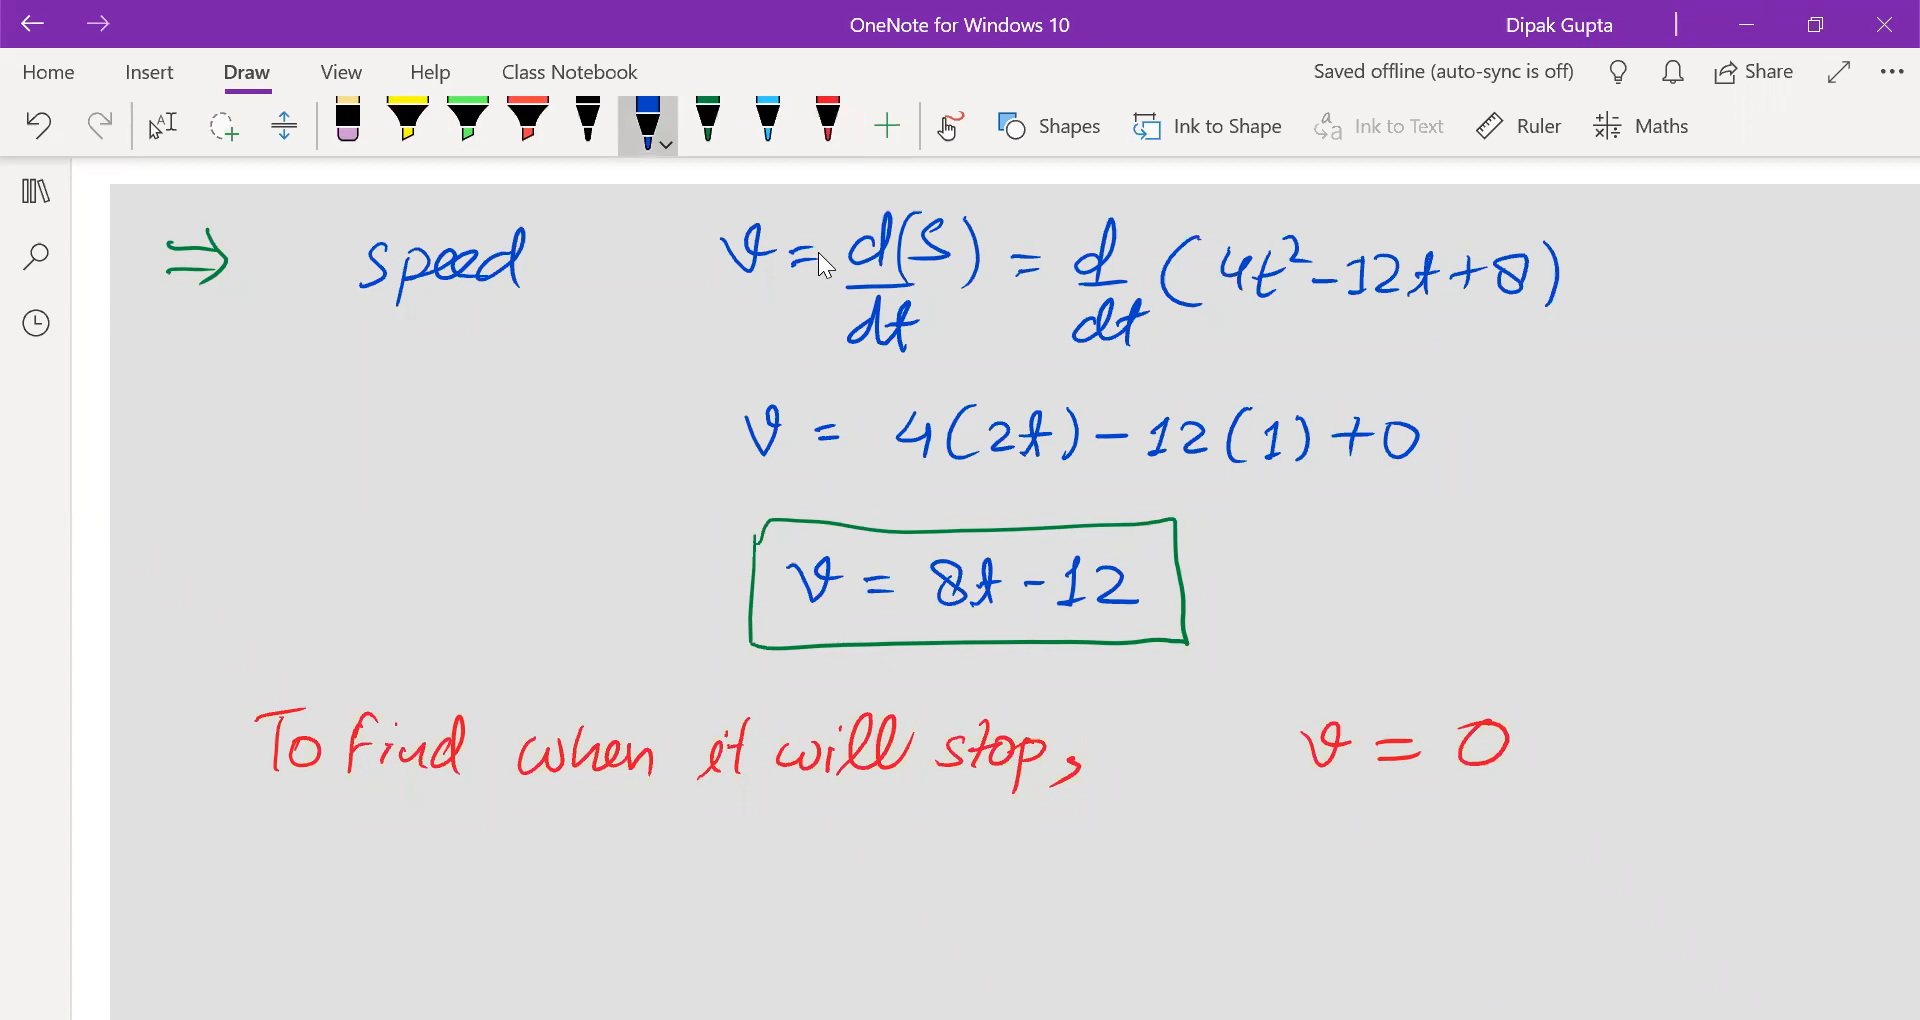 OneNote for Windows 10
Dipak Gupta
Home Insert Draw View Help Class Notebook
Saved offline (auto-sync is off) Share
Shapes Ink to Shape Ink to Text Ruler Maths
⇒ speed v = d(S)/dt = d/dt (4t² - 12t + 8)
v = 4(2t) - 12(1) + 0
v = 8t - 12
To find when it will stop, v = 0